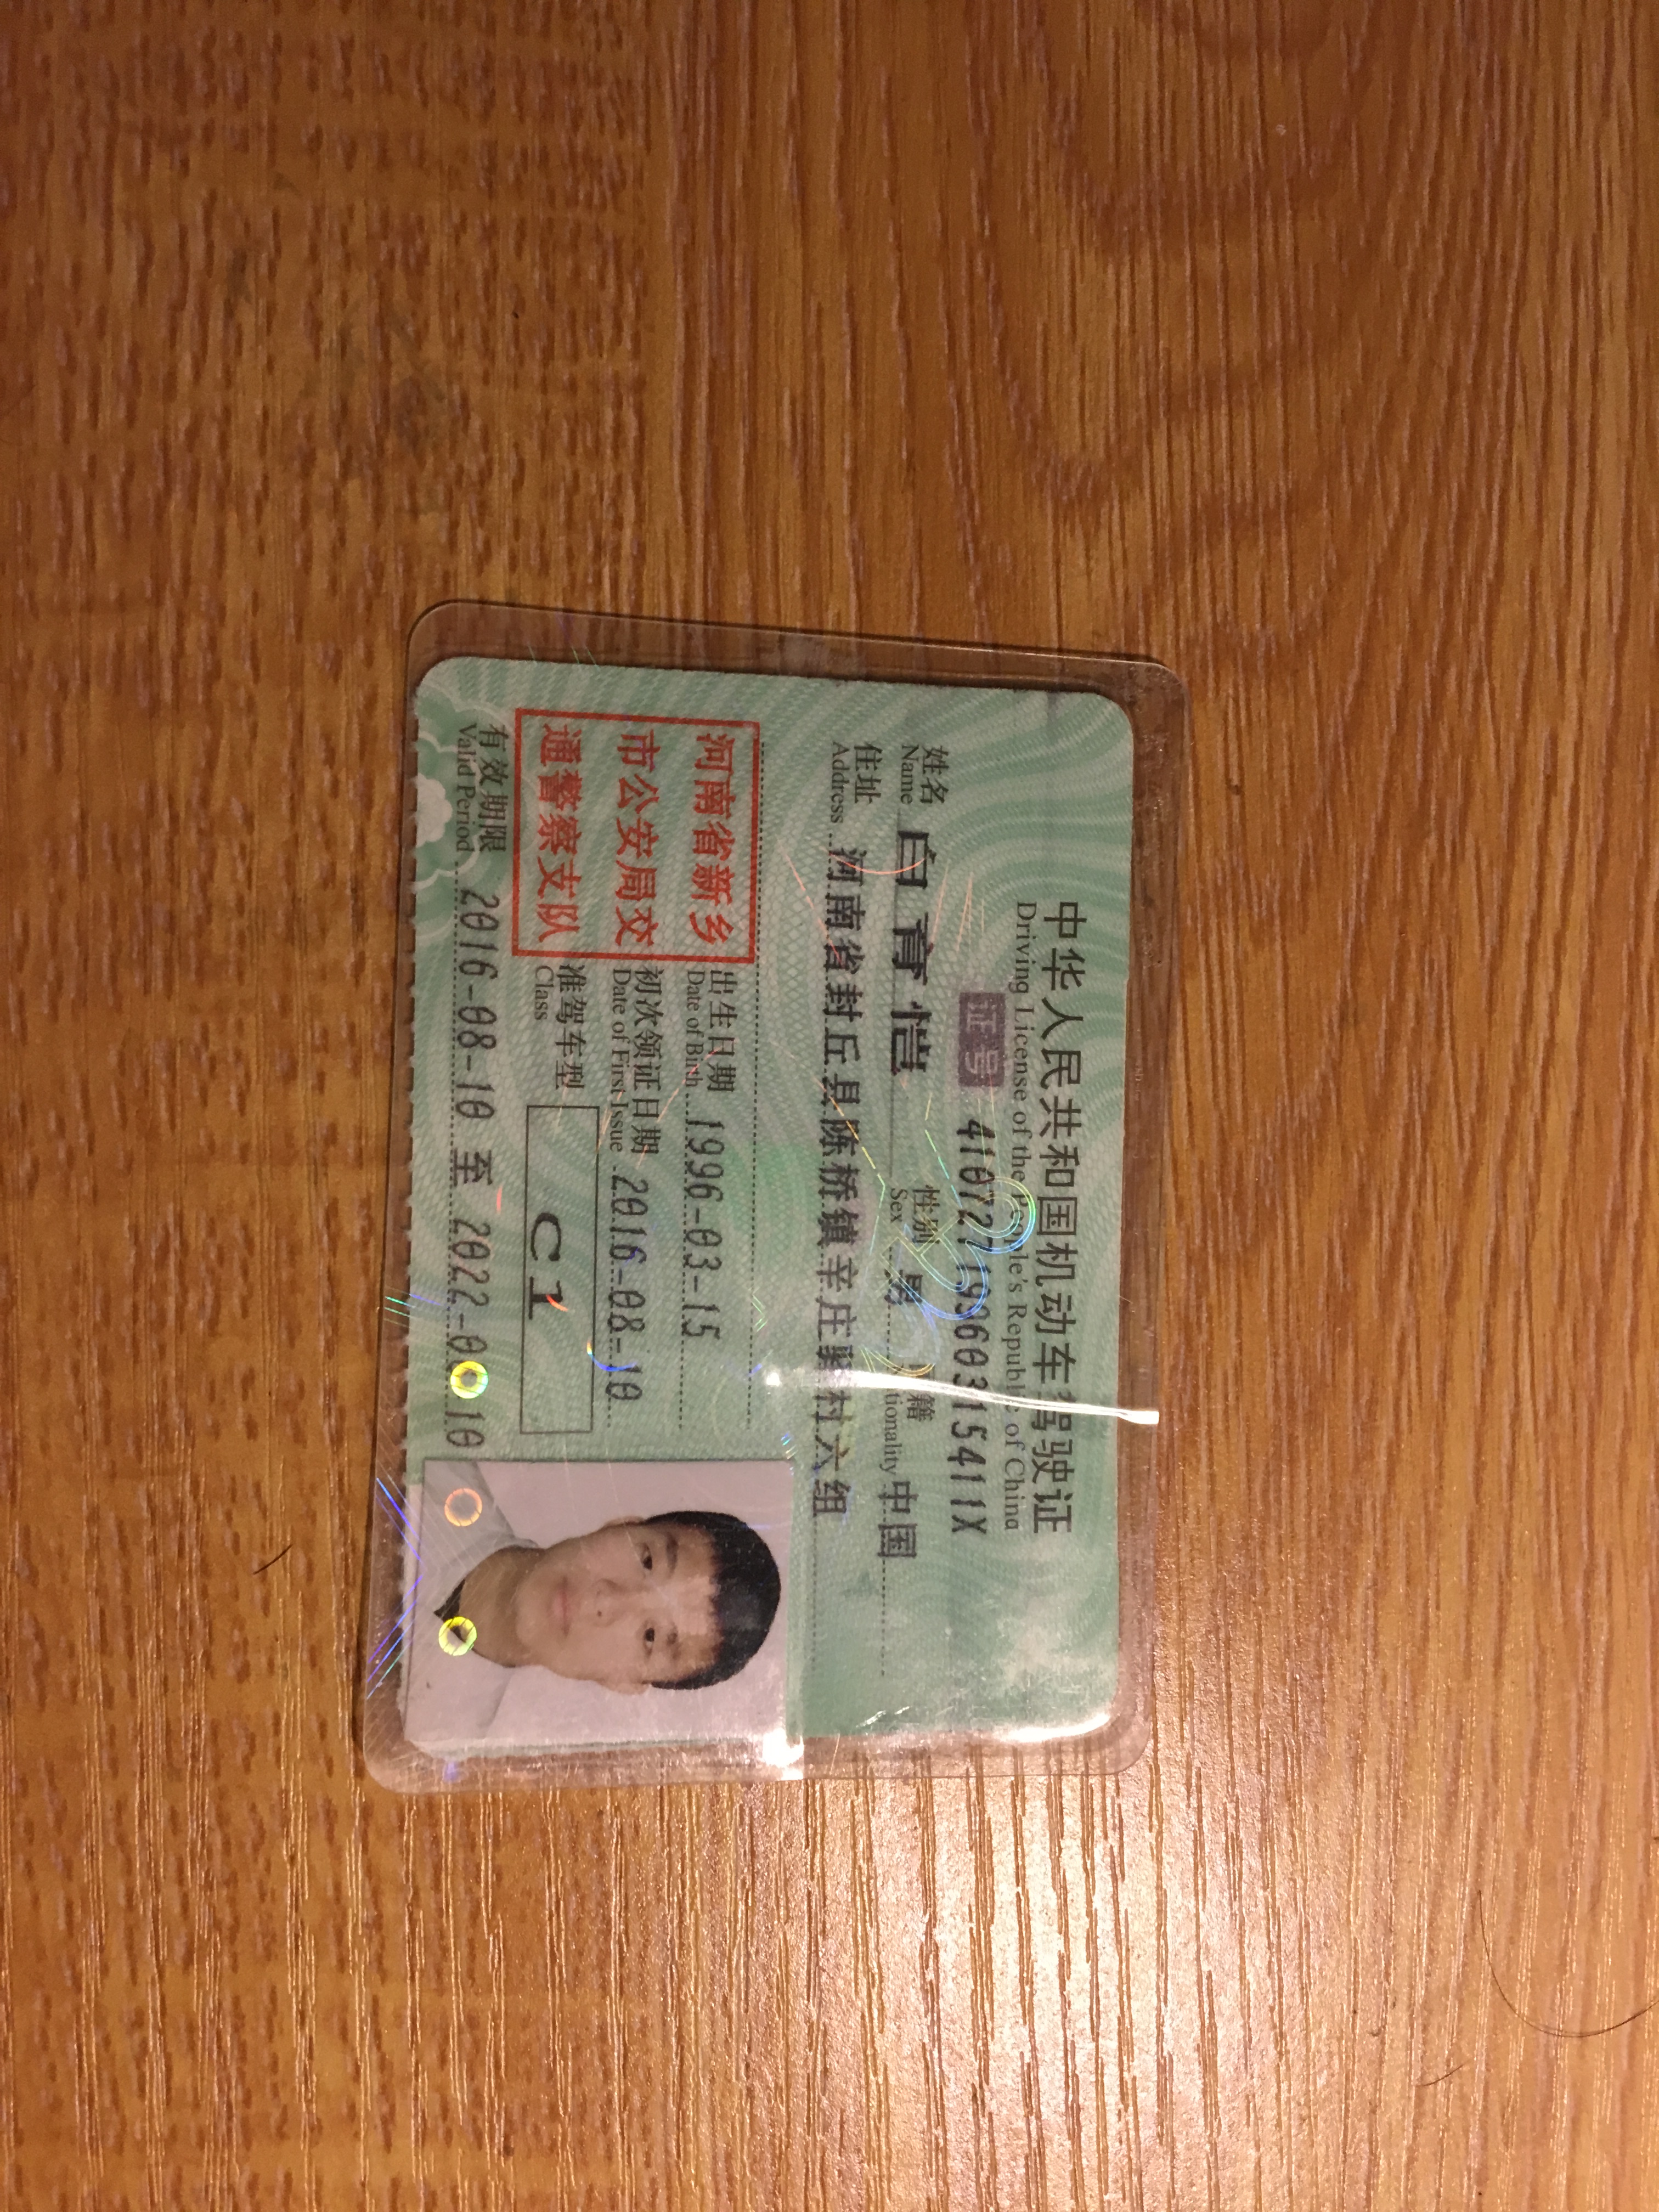 中华人民共和国机动车驾驶证
Driving License of the People's Republic of China
证号 41072719960315411X
姓名 白育恺 性别 男 国籍 中国
Name Sex
住址 河南省封丘县陈桥镇辛庄 村六组
Address
河南省新乡
市公安局交
通警察支队
出生日期 1996-03-15
Date of Birth
初次领证日期 2016-08-10
Date of First Issue
准驾车型 C1
Class
有效期限 2016-08-10 至 2022-08-10
Valid Period